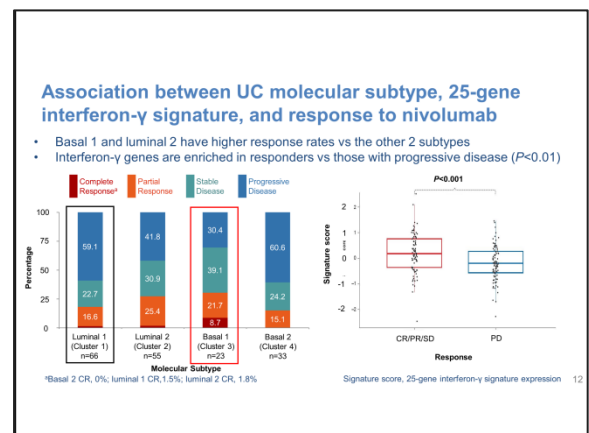 Association between UC molecular subtype, 25-gene
interferon-γ signature, and response to nivolumab
• Basal 1 and luminal 2 have higher response rates vs the other 2 subtypes
• Interferon-γ genes are enriched in responders vs those with progressive disease (P<0.01)
Complete Responseᵃ
Partial Response
Stable Disease
Progressive Disease
Percentage
100
75
50
25
0
59.1
22.7
16.6
41.8
30.9
25.4
30.4
39.1
21.7
8.7
60.6
24.2
15.1
Luminal 1 (Cluster 1) n=66
Luminal 2 (Cluster 2) n=55
Basal 1 (Cluster 3) n=23
Basal 2 (Cluster 4) n=33
Molecular Subtype
ᵃBasal 2 CR, 0%; luminal 1 CR,1.5%; luminal 2 CR, 1.8%
P<0.001
Signature score
2 2
1
0 0
-1
-2 -2
CR/PR/SD
PD
Response
Signature score, 25-gene interferon-γ signature expression
12